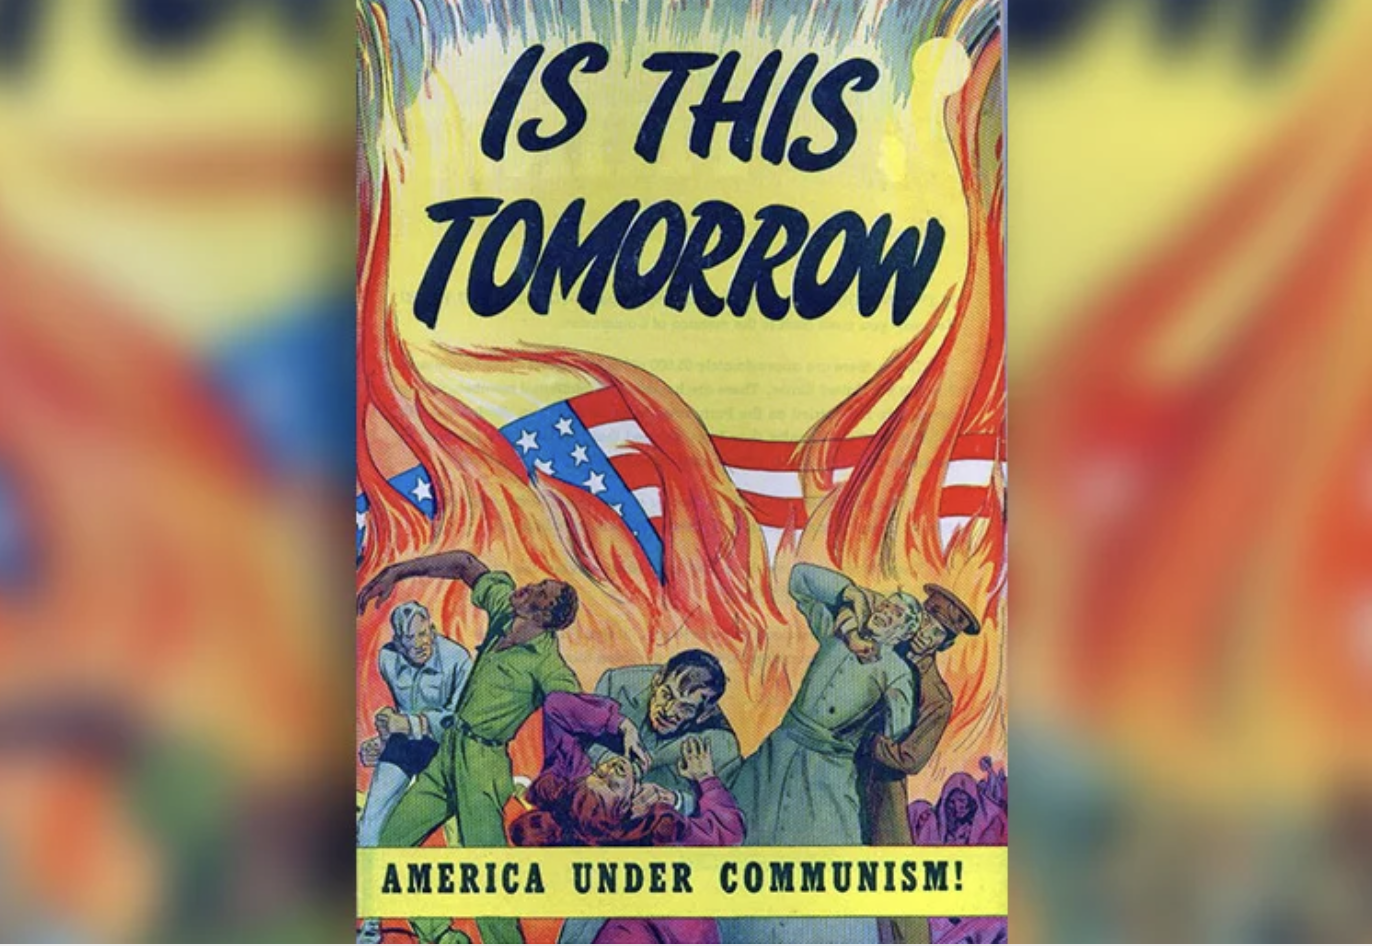 IS THIS
TOMORROW
AMERICA UNDER COMMUNISM!